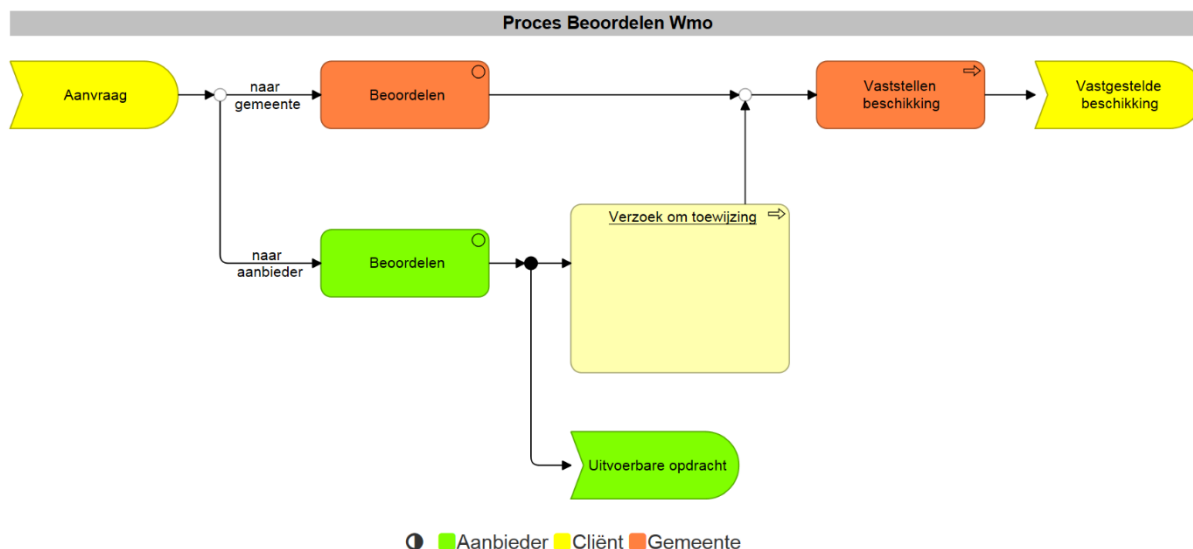 Proces Beoordelen Wmo
Aanvraag
naar
gemeente
Beoordelen
Vaststellen
beschikking
Vastgestelde
beschikking
Verzoek om toewijzing
naar
aanbieder
Beoordelen
Uitvoerbare opdracht
Aanbieder Cliënt Gemeente